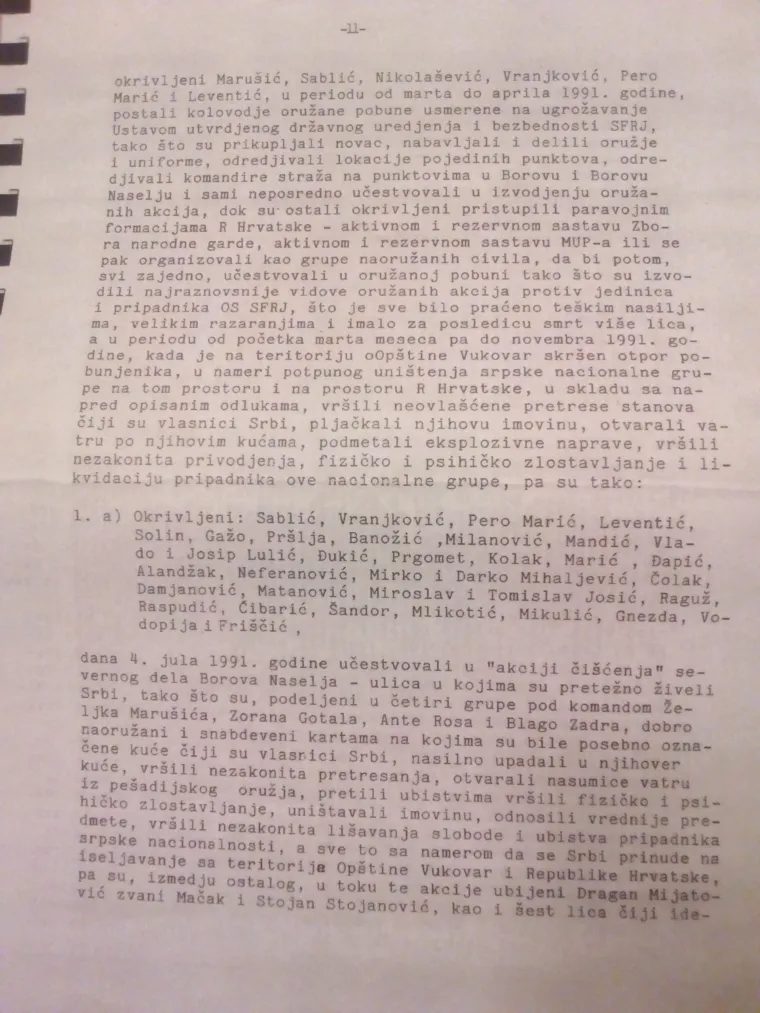 -11-
okrivljeni Marušić, Sablić, Nikolašević, Vranjković, Pero
Marić i Leventić, u periodu od marta do aprila 1991. godine,
postali kolovodje oružane pobune usmerene na ugrožavanje
Ustavom utvrdjenog državnog uredjenja i bezbednosti SFRJ,
tako što su prikupljali novac, nabavljali i delili oružje
i uniforme, odredjivali lokacije pojedinih punktova, odre-
djivali komandire straža na punktovima u Borovu i Borovu
Naselju i sami neposredno učestvovali u izvodjenju oruža-
nih akcija, dok su ostali okrivljeni pristupili paravojnim
formacijama R Hrvatske - aktivnom i rezervnom sastavu Zbo-
ra narodne garde, aktivnom i rezervnom sastavu MUP-a ili se
pak organizovali kao grupe naoružanih civila, da bi potom,
svi zajedno, učestvovali u oružanoj pobuni tako što su izvo-
dili najraznovsnije vidove oružanih akcija protiv jedinica
i pripadnika OS SFRJ, što je sve bilo praćeno teškim nasilji-
ma, velikim razaranjima i imalo za posledicu smrt više lica,
a u periodu od početka marta meseca pa do novembra 1991. go-
dine, kada je na teritoriju oOpštine Vukovar skršen otpor po-
bunjenika, u nameri potpunog uništenja srpske nacionalne gru-
pe na tom prostoru i na prostoru R Hrvatske, u skladu sa na-
pred opisanim odlukama, vršili neovlašćene pretrese stanova
čiji su vlasnici Srbi, pljačkali njihovu imovinu, otvarali va-
tru po njihovim kućama, podmetali eksplozivne naprave, vršili
nezakonita privodjenja, fizičko i psihičko zlostavljanje i li-
kvidaciju pripadnika ove nacionalne grupe, pa su tako:
1. a) Okrivljeni: Sablić, Vranjković, Pero Marić, Leventić,
Solin, Gažo, Pršlja, Banožić ,Milanović, Mandić, Vla-
do i Josip Lulić, Đukić, Prgomet, Kolak, Marić , Đapić,
Alandžak, Neferanović, Mirko i Darko Mihaljević, Čolak,
Damjanović, Matanović, Miroslav i Tomislav Josić, Raguž,
Raspudić, Čibarić, Šandor, Mlikotić, Mikulić, Gnezda, Vo-
dopija i Friščić ,
dana 4. jula 1991. godine učestvovali u "akciji čišćenja" se-
vernog dela Borova Naselja - ulica u kojima su pretežno živeli
Srbi, tako što su, podeljeni u četiri grupe pod komandom Že-
ljka Marušića, Zorana Gotala, Ante Rosa i Blago Zadra, dobro
naoružani i snabdeveni kartama na kojima su bile posebno ozna-
čene kuće čiji su vlasnici Srbi, nasilno upadali u njihover
kuće, vršili nezakonita pretresanja, otvarali nasumice vatru
iz pešadijskog oružja, pretili ubistvima vršili fizičko i psi-
hičko zlostavljanje, uništavali imovinu, odnosili vrednije pre-
dmete, vršili nezakonita lišavanja slobode i ubistva pripadnika
srpske nacionalnosti, a sve to sa namerom da se Srbi prinude na
iseljavanje sa teritorije Opštine Vukovar i Republike Hrvatske,
pa su, izmedju ostalog, u toku te akcije ubijeni Dragan Mijato-
vić zvani Mačak i Stojan Stojanović, kao i šest lica čiji ide-